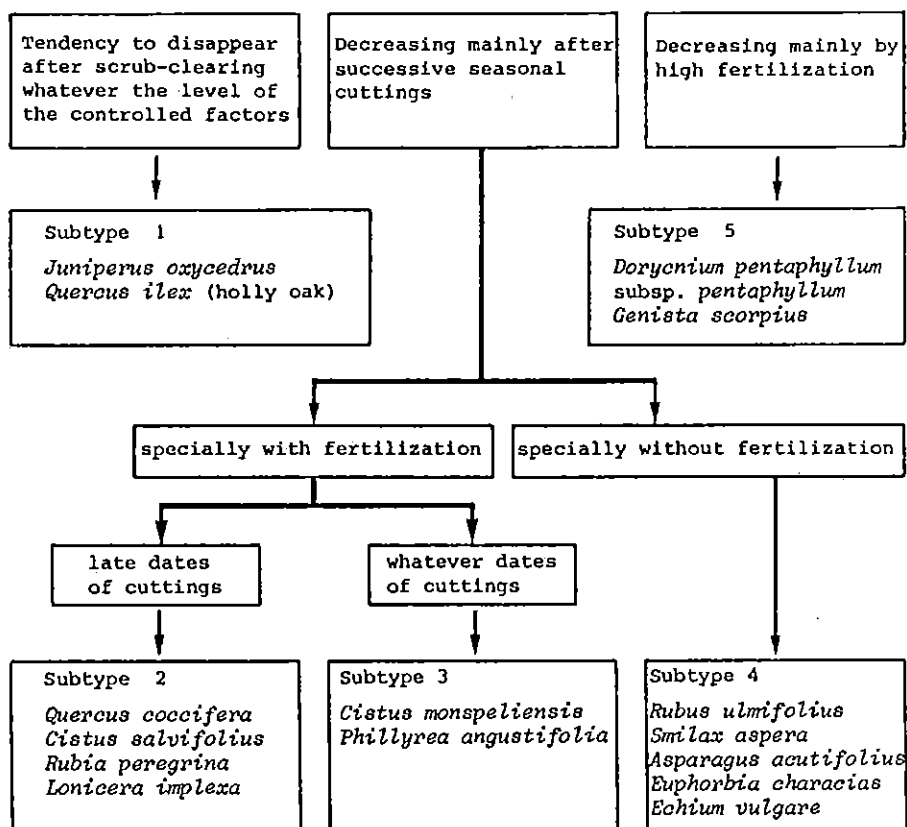 Tendency to disappear
after scrub-clearing
whatever the level of
the controlled factors
Decreasing mainly after
successive seasonal
cuttings
Decreasing mainly by
high fertilization
Subtype 1
Juniperus oxycedrus
Quercus ilex (holly oak)
Subtype 5
Dorycnium pentaphyllum
subsp. pentaphyllum
Genista scorpius
specially with fertilization
specially without fertilization
late dates
of cuttings
whatever dates
of cuttings
Subtype 2
Quercus coccifera
Cistus salvifolius
Rubia peregrina
Lonicera implexa
Subtype 3
Cistus monspeliensis
Phillyrea angustifolia
Subtype 4
Rubus ulmifolius
Smilax aspera
Asparagus acutifolius
Euphorbia characias
Echium vulgare